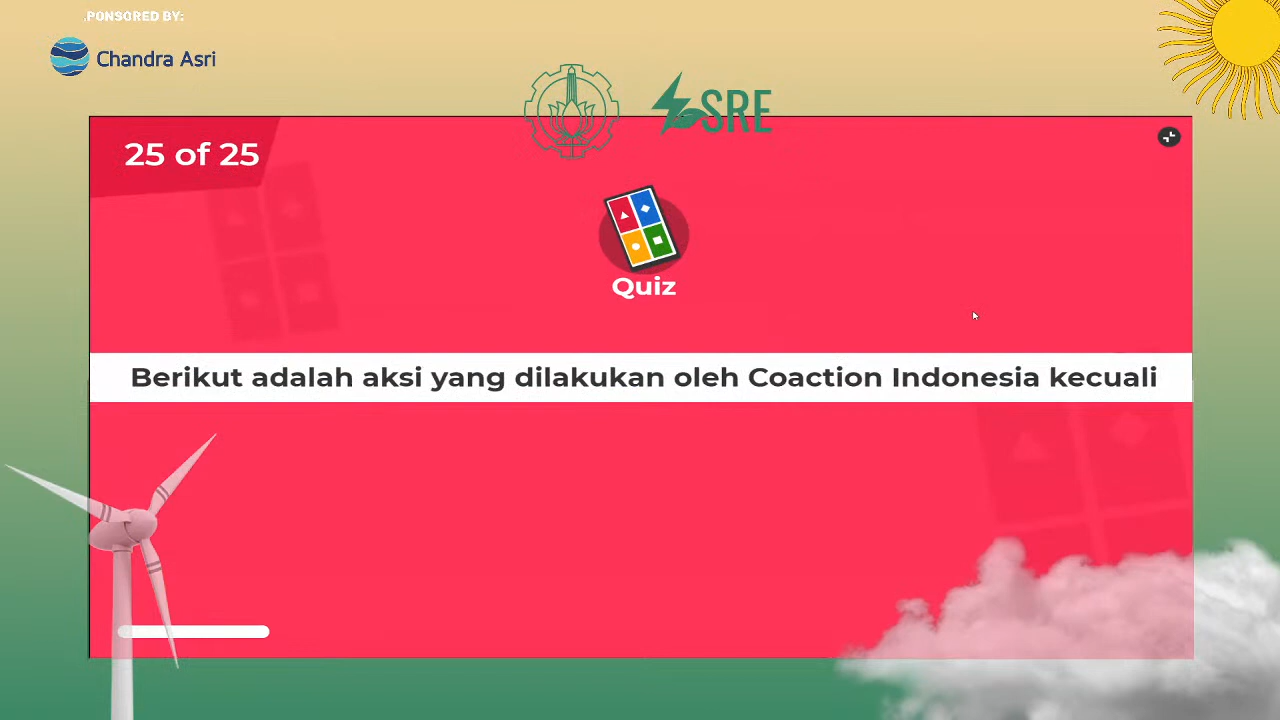 PONSORED BY:
Chandra Asri
SRE
25 of 25
Quiz
Berikut adalah aksi yang dilakukan oleh Coaction Indonesia kecuali